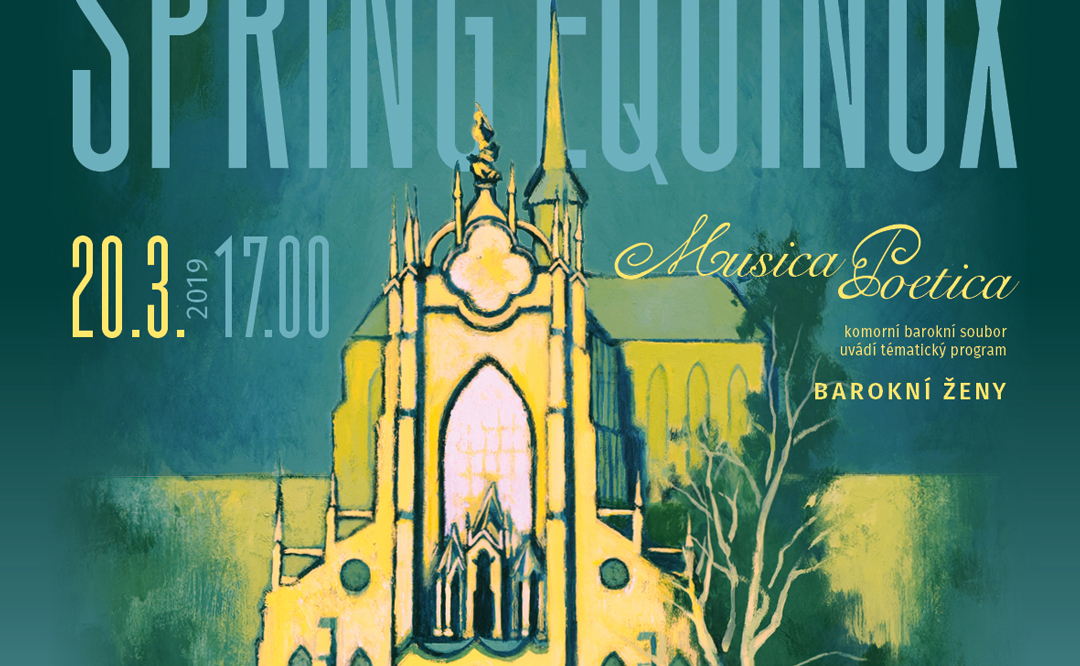 SPRING EQUINOX
20.3. 2019 17.00
Musica Poetica
komorní barokní soubor
uvádí tématický program
BAROKNÍ ŽENY